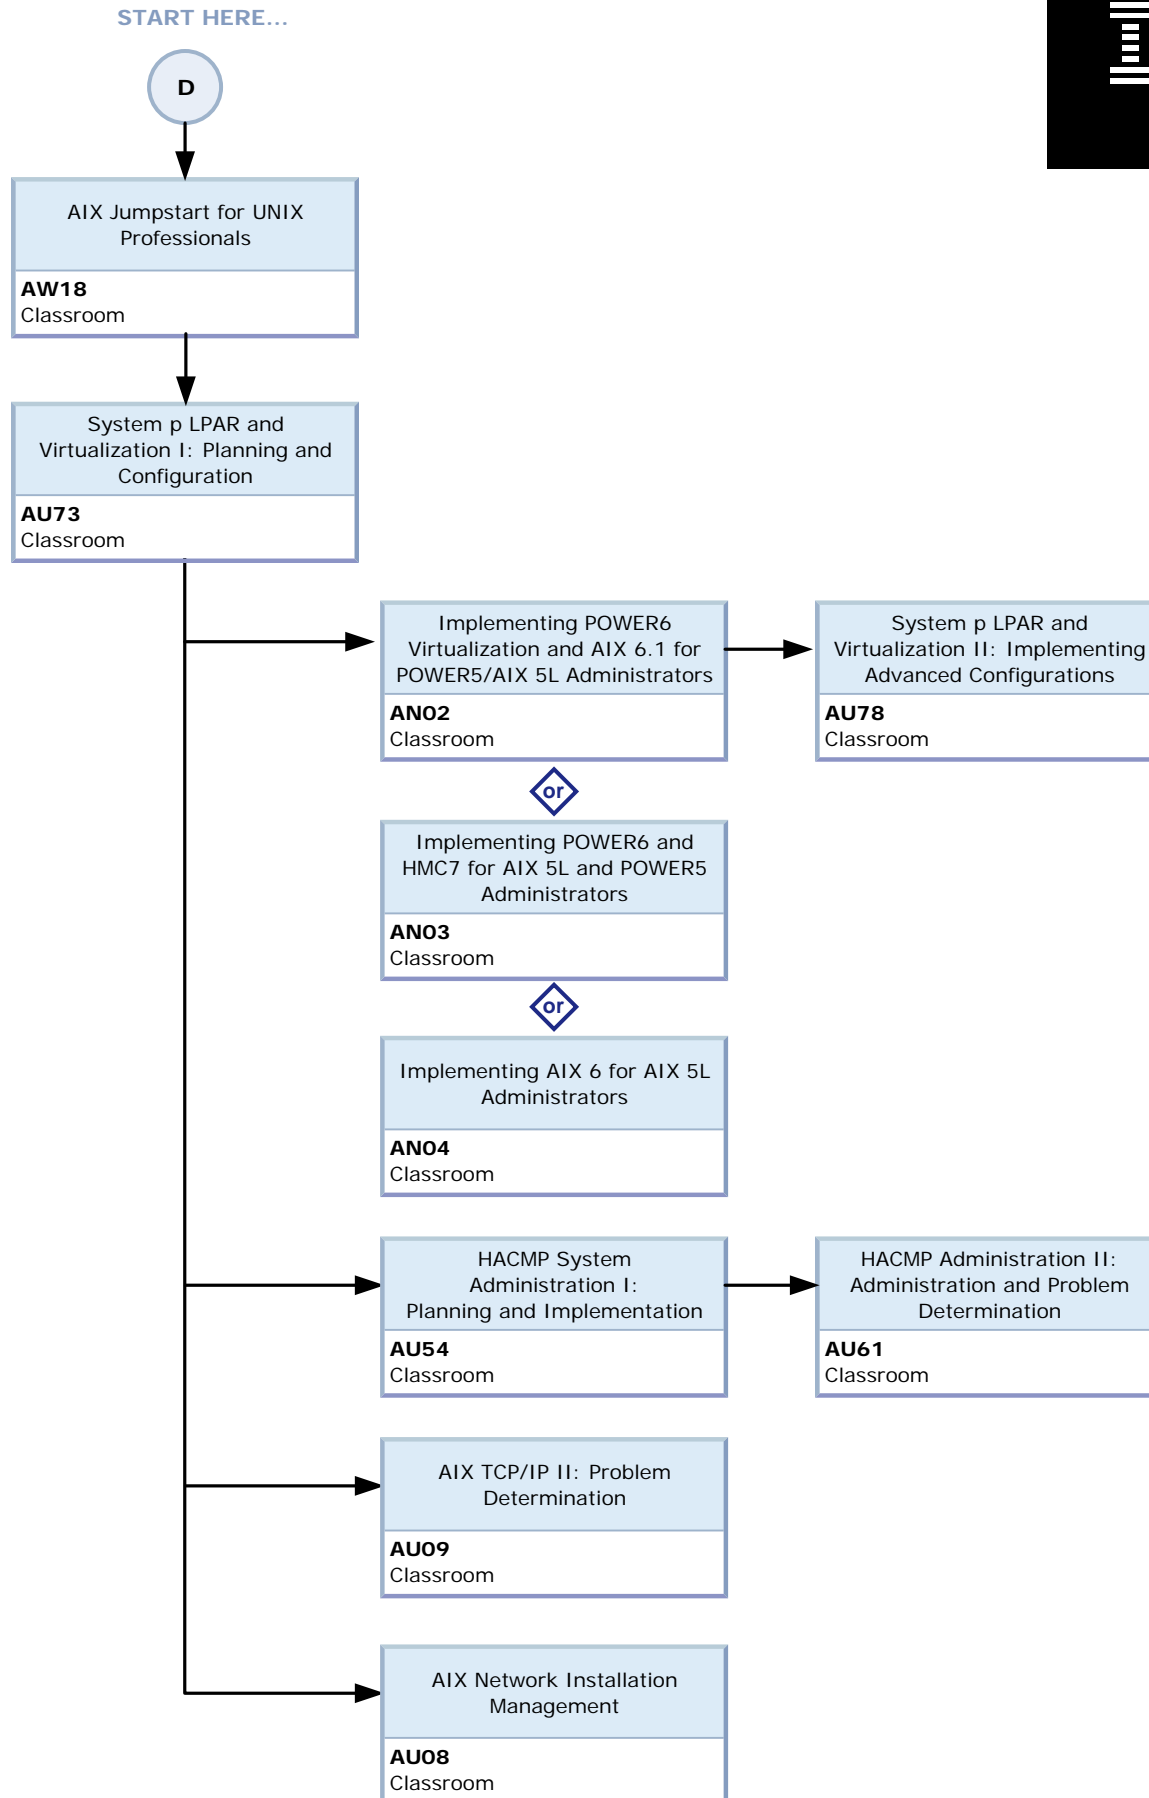 START HERE...
D
AIX Jumpstart for UNIX
Professionals
AW18
Classroom
System p LPAR and
Virtualization I: Planning and
Configuration
AU73
Classroom
Implementing POWER6
Virtualization and AIX 6.1 for
POWER5/AIX 5L Administrators
AN02
Classroom
System p LPAR and
Virtualization II: Implementing
Advanced Configurations
AU78
Classroom
or
Implementing POWER6 and
HMC7 for AIX 5L and POWER5
Administrators
AN03
Classroom
or
Implementing AIX 6 for AIX 5L
Administrators
AN04
Classroom
HACMP System
Administration I:
Planning and Implementation
AU54
Classroom
HACMP Administration II:
Administration and Problem
Determination
AU61
Classroom
AIX TCP/IP II: Problem
Determination
AU09
Classroom
AIX Network Installation
Management
AU08
Classroom